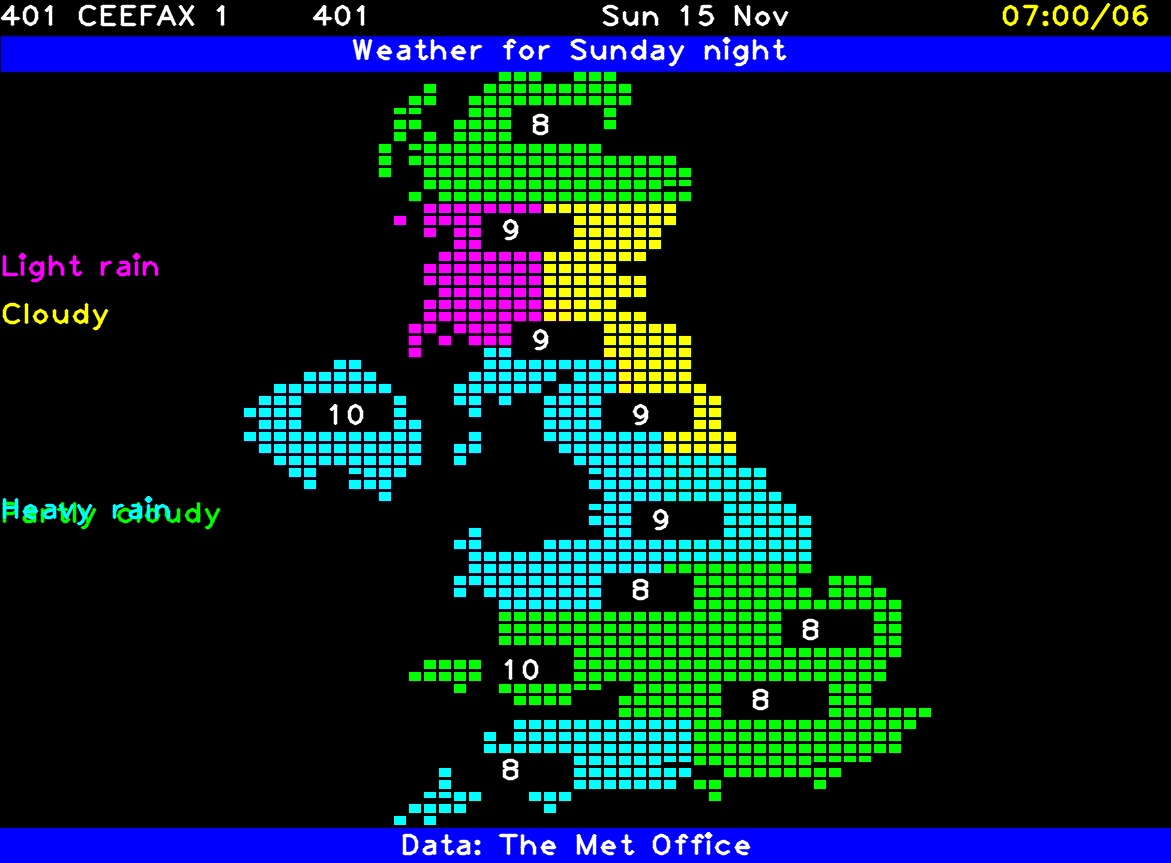 401 CEEFAX 1 401 Sun 15 Nov 07:00/06
Weather for Sunday night
8
9
Light rain
Cloudy
9
10 9
Heavy rain
Partly cloudy
9
8
8
10
8
8
Data: The Met Office